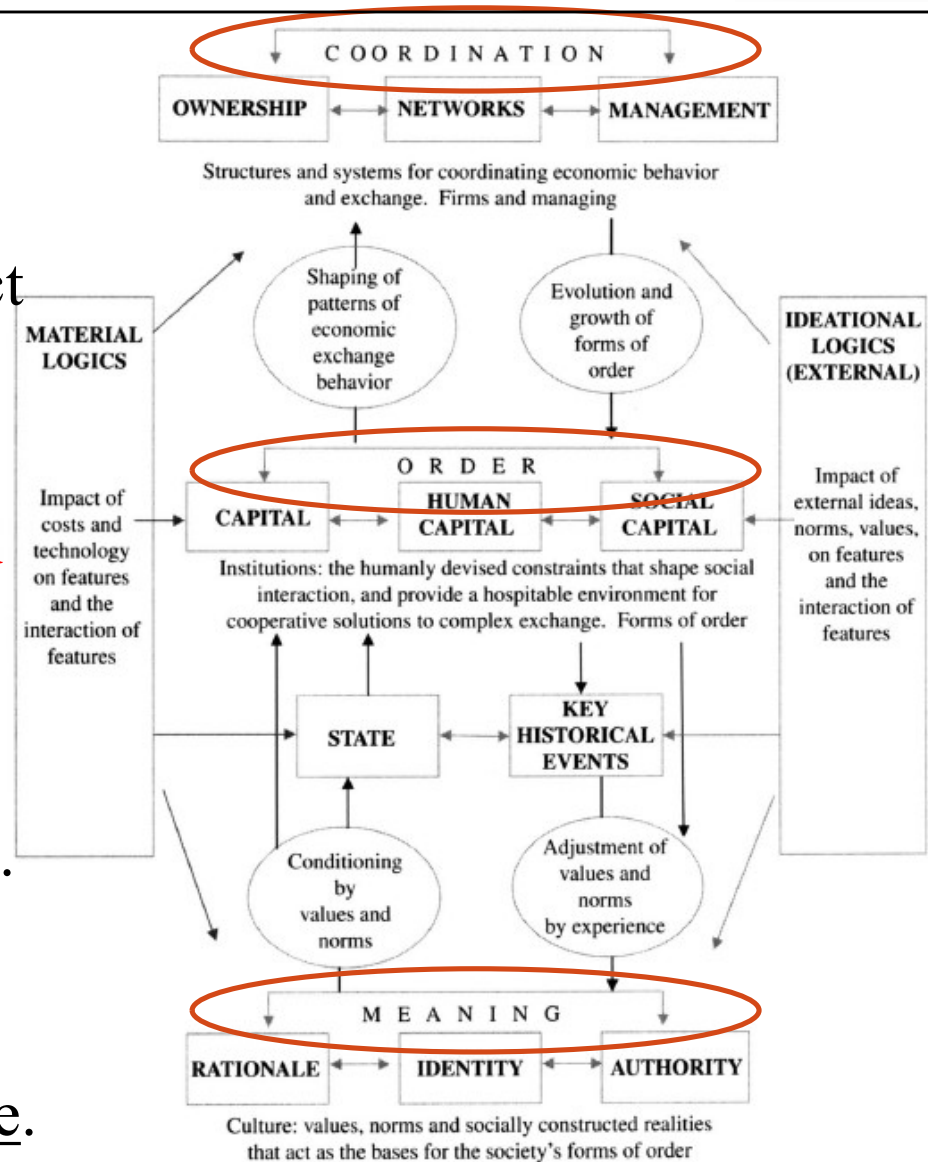 C O O R D I N A T I O N
OWNERSHIP
NETWORKS
MANAGEMENT
Structures and systems for coordinating economic behavior
and exchange. Firms and managing
ct
MATERIAL
LOGICS
Impact of
costs and
technology
on features
and the
interaction of
features
Shaping of
patterns of
economic
exchange
behavior
Evolution and
growth of
forms of
order
IDEATIONAL
LOGICS
(EXTERNAL)
Impact of
external ideas,
norms, values,
on features
and the
interaction of
features
O R D E R
CAPITAL
HUMAN
CAPITAL
SOCIAL
CAPITAL
Institutions: the humanly devised constraints that shape social
interaction, and provide a hospitable environment for
cooperative solutions to complex exchange. Forms of order
STATE
KEY
HISTORICAL
EVENTS
.
Conditioning
by
values and
norms
Adjustment of
values and
norms
by experience
M E A N I N G
RATIONALE
IDENTITY
AUTHORITY
e.
Culture: values, norms and socially constructed realities
that act as the bases for the society's forms of order